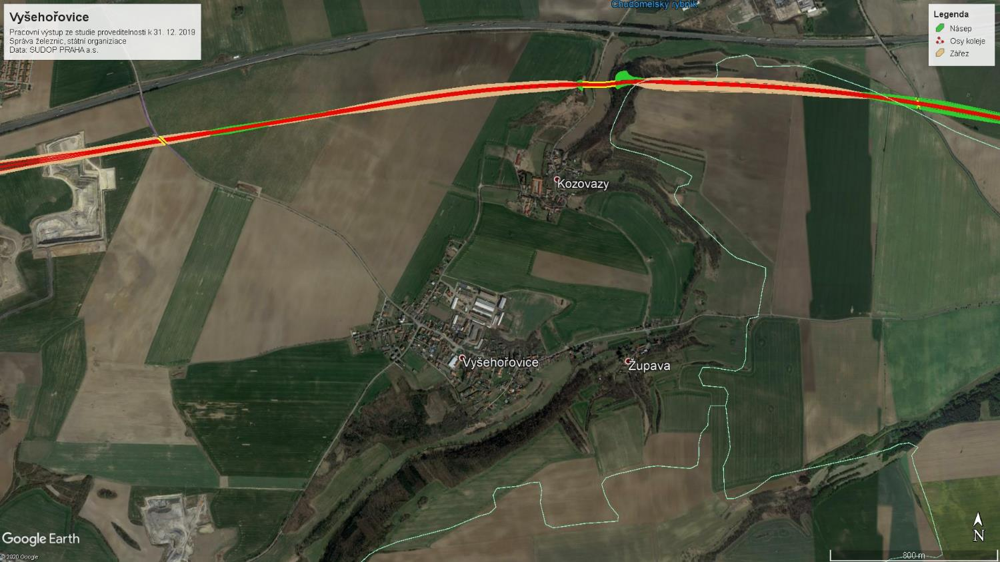 Vyšehořovice
Pracovní výstup ze studie proveditelnosti k 31. 12. 2019
Správa železnic, státní organiziace
Data: SUDOP PRAHA a.s.
Chudomelský rybník
Legenda
Násep
Osy koleje
Zářez
Kozovazy
Vyšehořovice
Župava
Google Earth
© 2020 Google
N
800 m